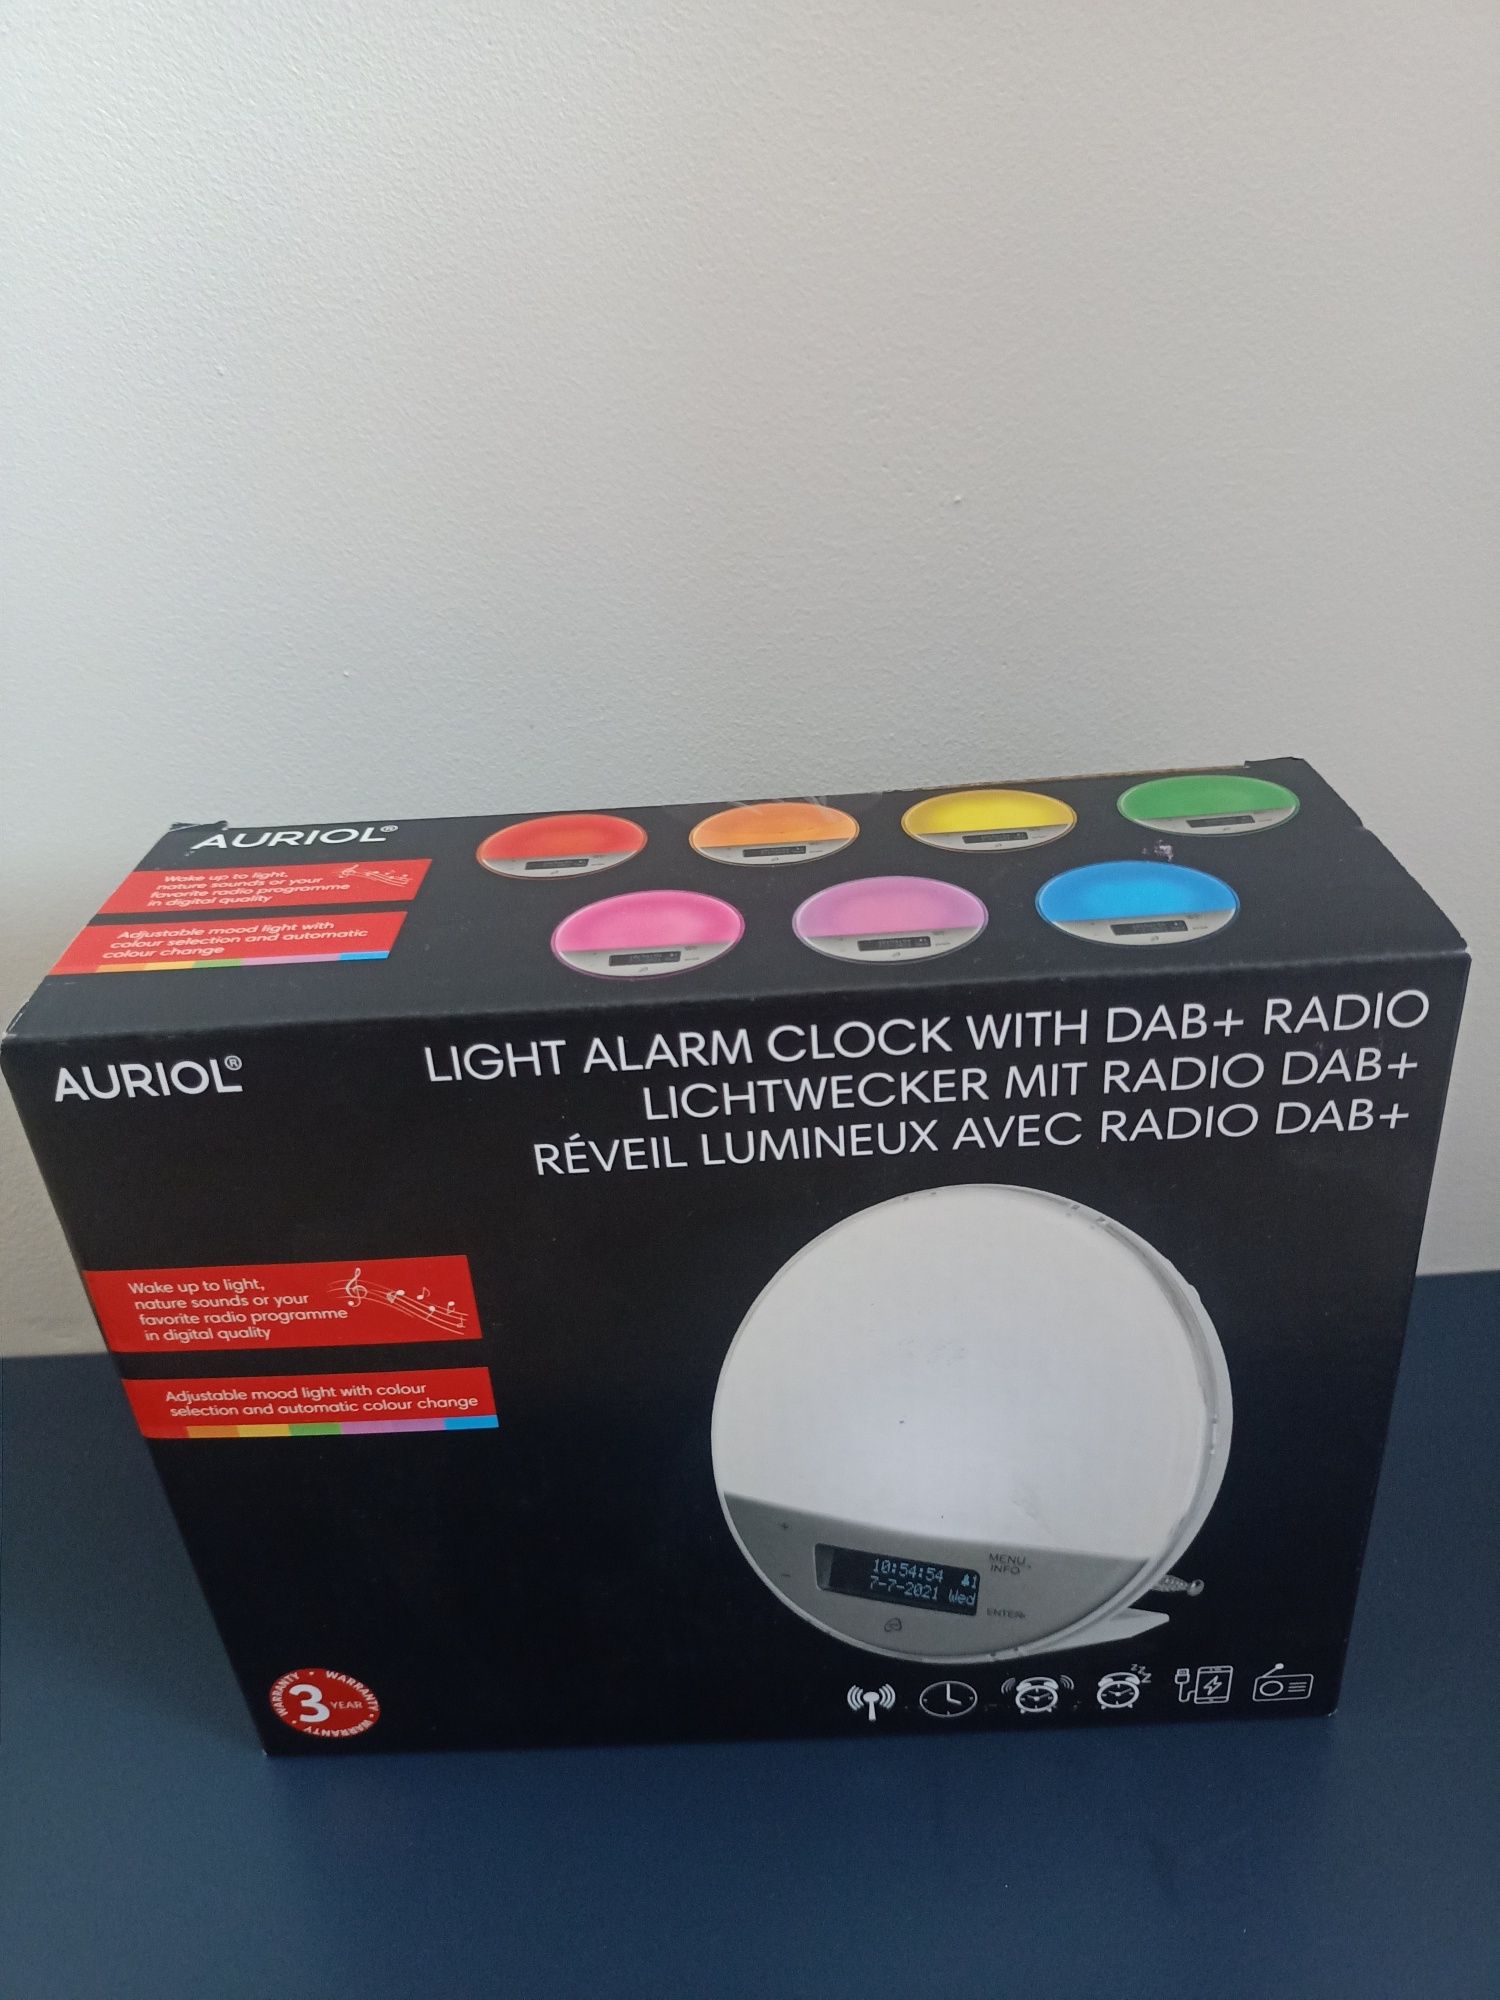 AURIOL®
Wake up to light,
nature sounds or your
favorite radio programme
in digital quality
Adjustable mood light with
colour selection and automatic
colour change
AURIOL®
LIGHT ALARM CLOCK WITH DAB+ RADIO
LICHTWECKER MIT RADIO DAB+
RÉVEIL LUMINEUX AVEC RADIO DAB+
Wake up to light,
nature sounds or your
favorite radio programme
in digital quality
Adjustable mood light with colour
selection and automatic colour change
+
-
10:54:54 1
7-7-2021 Wed
MENU
INFO
ENTER
WARRANTY • WARRANTY • WARRANTY
3 YEAR
zzz